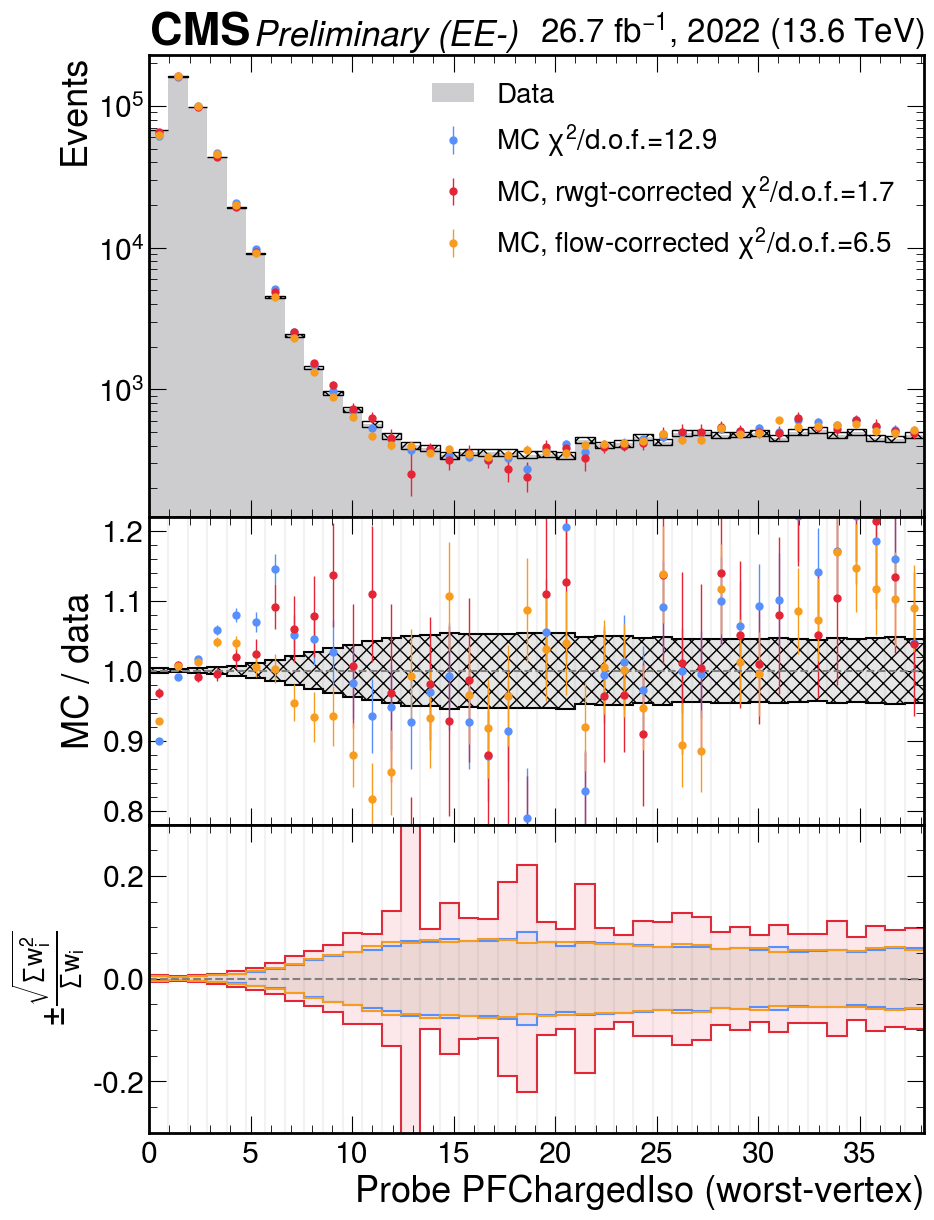 CMS Preliminary (EE-) 26.7 fb⁻¹, 2022 (13.6 TeV)
Events
10⁵
10⁴
10³
Data
MC χ²/d.o.f.=12.9
MC, rwgt-corrected χ²/d.o.f.=1.7
MC, flow-corrected χ²/d.o.f.=6.5
MC / data
1.2
1.1
1.0
0.9
0.8
±√(Σwᵢ²)/Σwᵢ
0.2
0.0
-0.2
0 5 10 15 20 25 30 35
Probe PFChargedIso (worst-vertex)